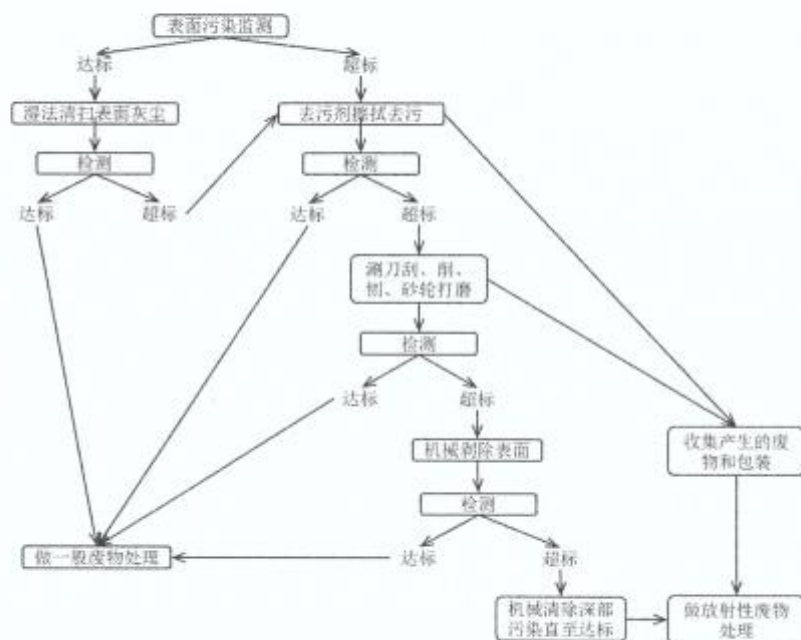 表面污染监测
达标
超标
湿法清扫表面灰尘
去污剂擦拭去污
检测
检测
达标
超标
达标
超标
涮刀刮、削、
刨、砂轮打磨
检测
达标
超标
机械剥除表面
收集产生的废
物和包装
检测
做一般废物处理
达标
超标
机械清除深部
污染直至达标
做放射性废物
处理